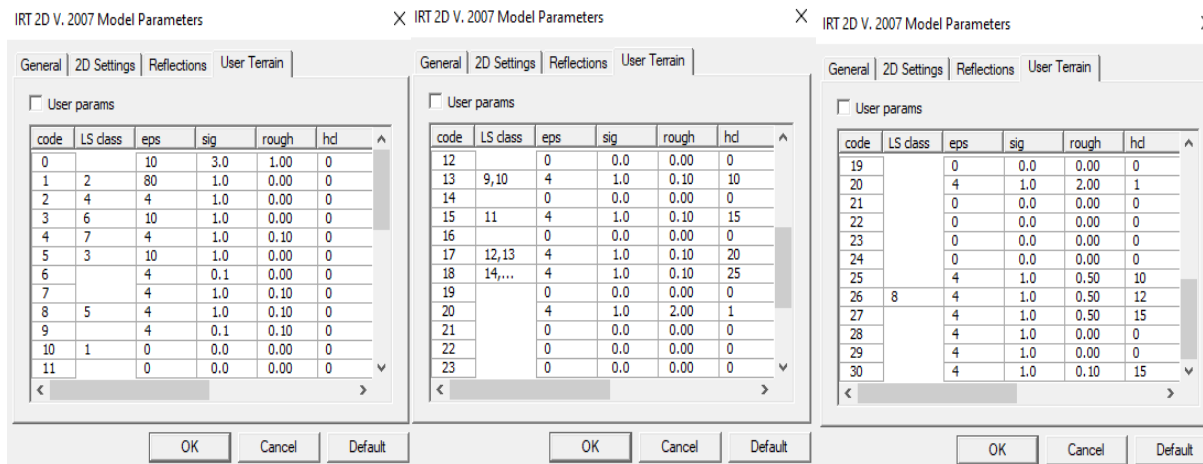 IRT 2D V. 2007 Model Parameters
General 2D Settings Reflections User Terrain
User params
code LS class eps sig rough hcl
0 10 3.0 1.00 0
1 2 80 1.0 0.00 0
2 4 4 1.0 0.00 0
3 6 10 1.0 0.00 0
4 7 4 1.0 0.10 0
5 3 10 1.0 0.00 0
6 4 0.1 0.00 0
7 4 1.0 0.10 0
8 5 4 1.0 0.10 0
9 4 0.1 0.10 0
10 1 0 0.0 0.00 0
11 0 0.0 0.00 0
OK Cancel Default
IRT 2D V. 2007 Model Parameters
General 2D Settings Reflections User Terrain
User params
code LS class eps sig rough hcl
12 0 0.0 0.00 0
13 9,10 4 1.0 0.10 10
14 0 0.0 0.00 0
15 11 4 1.0 0.10 15
16 0 0.0 0.00 0
17 12,13 4 1.0 0.10 20
18 14,... 4 1.0 0.10 25
19 0 0.0 0.00 0
20 4 1.0 2.00 1
21 0 0.0 0.00 0
22 0 0.0 0.00 0
23 0 0.0 0.00 0
OK Cancel Default
IRT 2D V. 2007 Model Parameters
General 2D Settings Reflections User Terrain
User params
code LS class eps sig rough hcl
19 0 0.0 0.00 0
20 4 1.0 2.00 1
21 0 0.0 0.00 0
22 0 0.0 0.00 0
23 0 0.0 0.00 0
24 0 0.0 0.00 0
25 4 1.0 0.50 10
26 8 4 1.0 0.50 12
27 4 1.0 0.50 15
28 4 1.0 0.00 0
29 4 1.0 0.00 0
30 4 1.0 0.10 15
OK Cancel Default